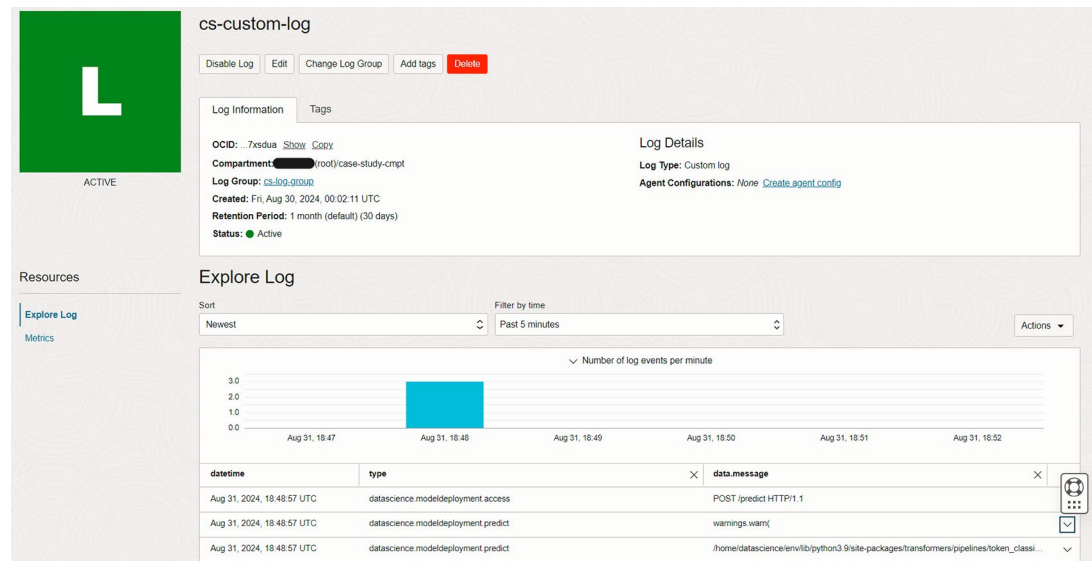 cs-custom-log
Disable Log Edit Change Log Group Add tags Delete
L
ACTIVE
Log Information Tags
OCID: ...7xsdua Show Copy
Compartment: (root)/case-study-cmpt
Log Group: cs-log-group
Created: Fri, Aug 30, 2024, 00:02:11 UTC
Retention Period: 1 month (default) (30 days)
Status: Active
Log Details
Log Type: Custom log
Agent Configurations: None Create agent config
Resources
Explore Log
Metrics
Explore Log
Sort
Newest
Filter by time
Past 5 minutes
Actions
Number of log events per minute
3.0
2.0
1.0
0.0
Aug 31, 18:47 Aug 31, 18:48 Aug 31, 18:49 Aug 31, 18:50 Aug 31, 18:51 Aug 31, 18:52
datetime type data.message
Aug 31, 2024, 18:48:57 UTC datascience.modeldeployment.access POST /predict HTTP/1.1
Aug 31, 2024, 18:48:57 UTC datascience.modeldeployment.predict warnings.warn(
Aug 31, 2024, 18:48:57 UTC datascience.modeldeployment.predict /home/datascience/env/lib/python3.9/site-packages/transformers/pipelines/token_classi...